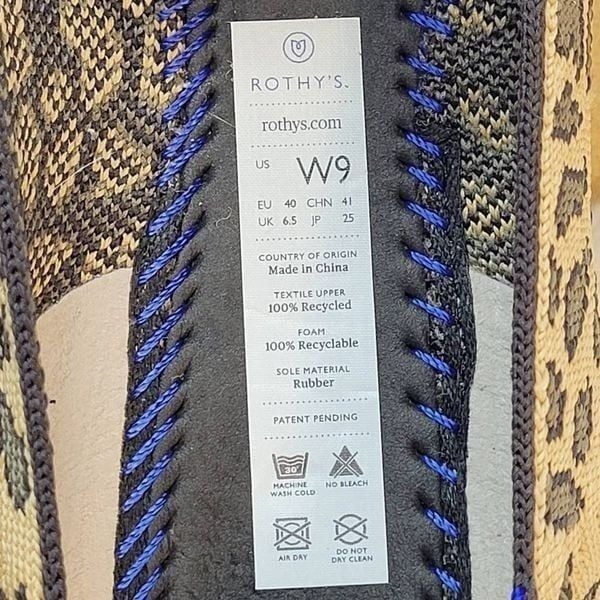 ROTHY'S™
rothys.com
US W9
EU 40 CHN 41
UK 6.5 JP 25
COUNTRY OF ORIGIN
Made in China
TEXTILE UPPER
100% Recycled
FOAM
100% Recyclable
SOLE MATERIAL
Rubber
PATENT PENDING
30°
MACHINE
WASH COLD
NO BLEACH
AIR DRY
DO NOT
DRY CLEAN